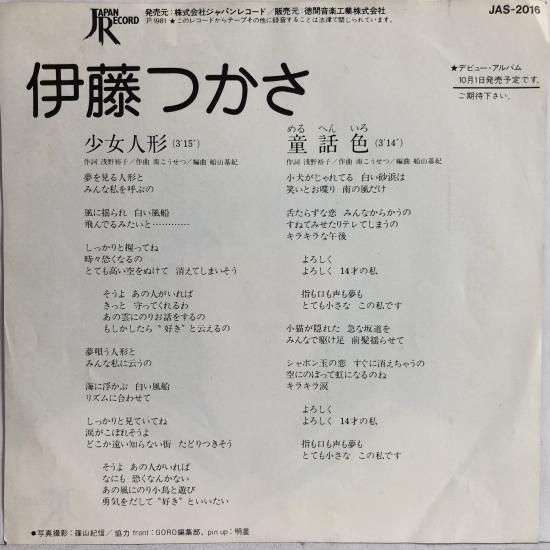 JAPAN RECORD
発売元:株式会社ジャパンレコード/販売元:徳間音楽工業株式会社
Ⓟ1981 ★このレコードからテープその他に録音することは法律で禁じられています。
JAS-2016
伊藤つかさ
★デビュー・アルバム
10月1日発売予定です。
ご期待下さい。
少女人形(3'15″)
作詞 浅野裕子/作曲 南こうせつ/編曲 船山基紀
夢を見る人形と
みんな私を呼ぶの
風に揺られ 白い風船
飛んでるみたいと…………
しっかりと握ってね
時々恐くなるの
とても高い空をぬけて 消えてしまいそう
そうよ あの人がいれば
きっと 守ってくれるわ
あの雲にのりお話をするの
もしかしたら〝好き〟と云えるの
夢唄う人形と
みんな私に云うの
海に浮かぶ 白い風船
リズムに合わせて
しっかりと見ていてね
涙がこぼれそうよ
どこか遠い知らない街 たどりつきそう
そうよ あの人がいれば
なにも 恐くなんかない
あの風にのり小鳥と遊び
勇気をだして〝好き〟といいたい
める へん いろ
童話色(3'14″)
作詞 浅野裕子/作曲 南こうせつ/編曲 船山基紀
小犬がじゃれてる 白い砂浜は
笑いとお喋り 南の風だけ
舌たらずな恋 みんなからかうの
すねてみせたりテレてしまうの
キラキラな午後
よろしく
よろしく 14才の私
指も口も声も夢も
とても小さな この私です
小猫が隠れた 急な坂道を
みんなで駆け足 前髪揺らせて
シャボン玉の恋 すぐに消えちゃうの
空にのぼって虹になるのね
キラキラ涙
よろしく
よろしく 14才の私
指も口も声も夢も
とても小さな この私です
●写真撮影:篠山紀信/協力 front:GORO編集部、pin up:明星